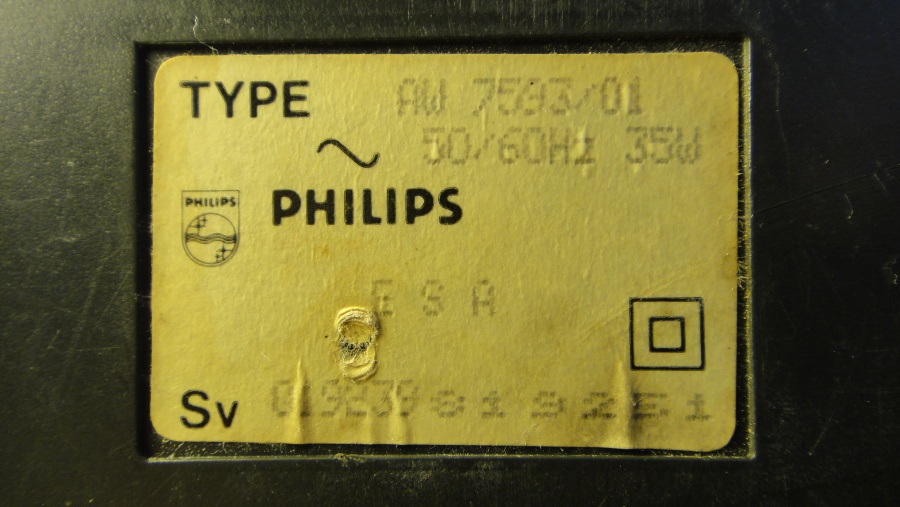 TYPE AW 7593/01
~ 50/60Hz 35W
PHILIPS
PHILIPS
E S A
Sv